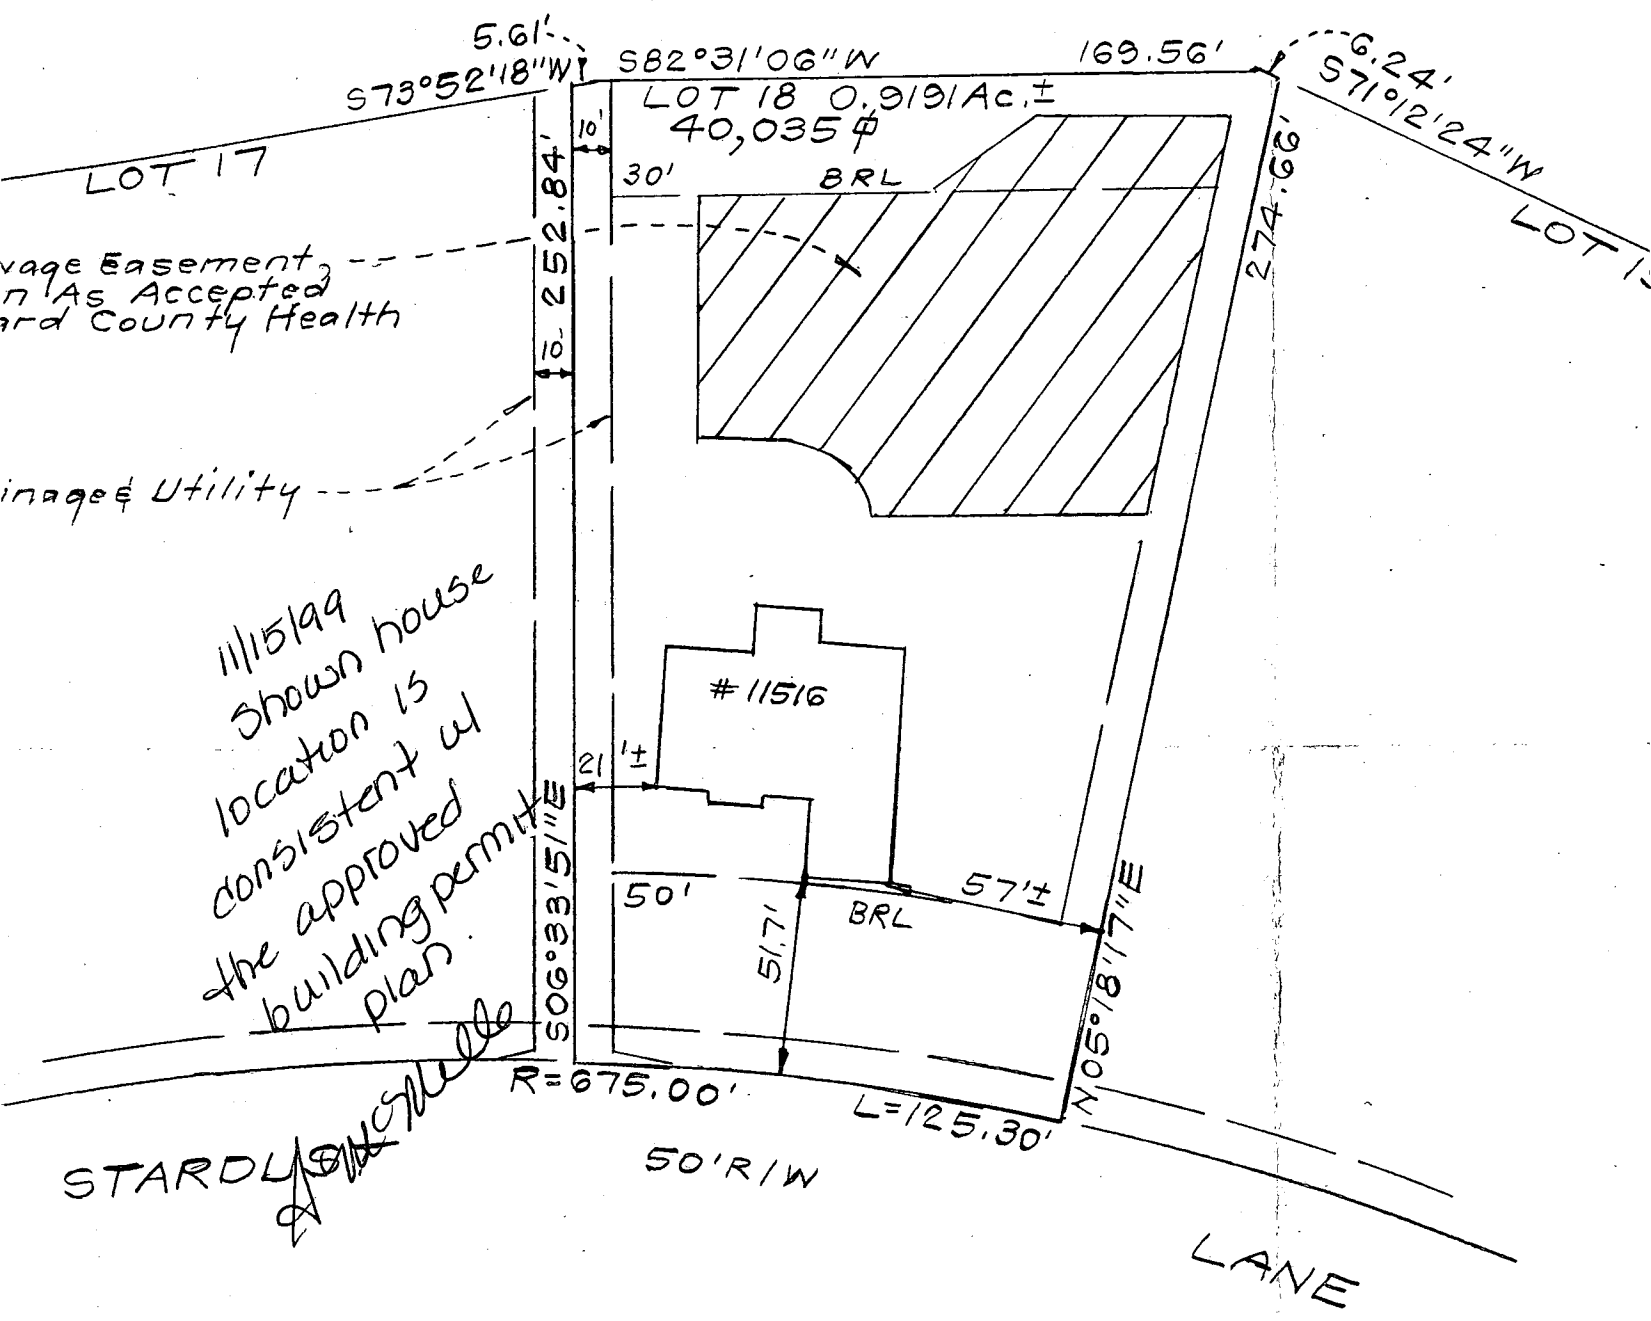 5.61'
S73°52'18"W
S82°31'06"W
169.56'
6.24'
S71°12'24"W
LOT 18 0.9191Ac.±
40,035
LOT 17
LOT
10'
252.84'
30'
BRL
274.66'
vage Easement,
n As Accepted
ard County Health
10'
inage & Utility
11/15/99
shown house
location is
consistent w/
the approved
building permit
plan.
#11516
21'±
S06°33'51"E
50'
51.7'
BRL
57'±
N05°18'17"E
R=675.00'
L=125.30'
50'R/W
LANE